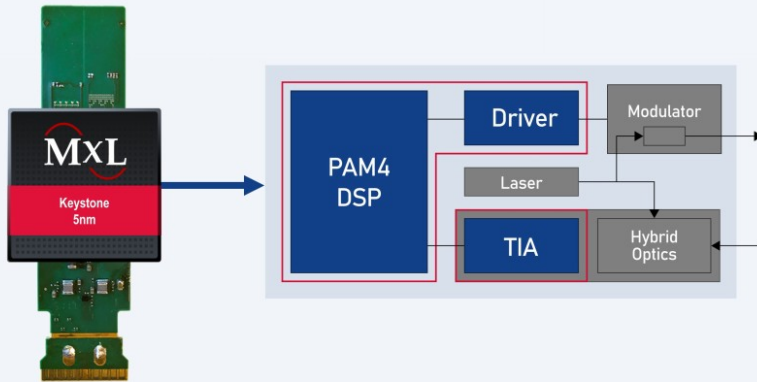 MxL
Keystone
5nm
PAM4
DSP
Driver
Modulator
Laser
TIA
Hybrid
Optics